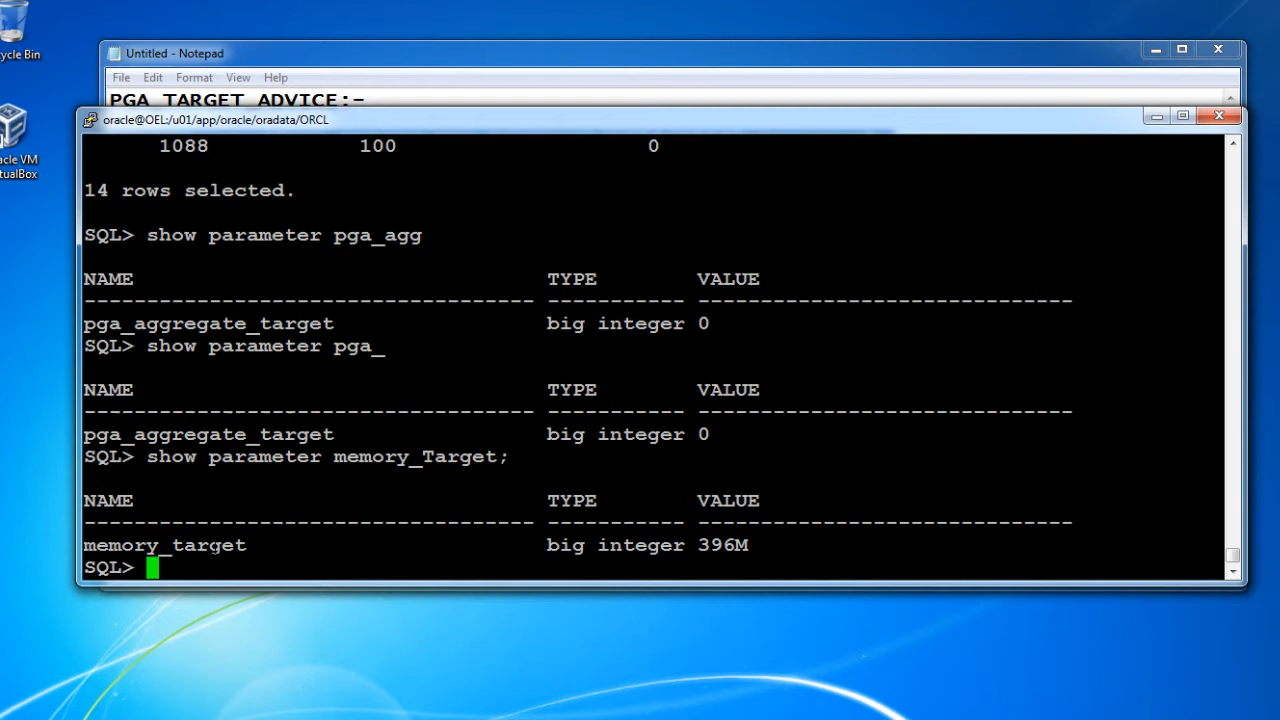 cycle Bin
Untitled - Notepad
File Edit Format View Help
PGA TARGET ADVICE:-
oracle@OEL:/u01/app/oracle/oradata/ORCL
acle VM
tualBox
1088 100 0
14 rows selected.
SQL> show parameter pga_agg
NAME TYPE VALUE
------------------------------------ ----------- ------------------------------
pga_aggregate_target big integer 0
SQL> show parameter pga_
NAME TYPE VALUE
------------------------------------ ----------- ------------------------------
pga_aggregate_target big integer 0
SQL> show parameter memory_Target;
NAME TYPE VALUE
------------------------------------ ----------- ------------------------------
memory_target big integer 396M
SQL>